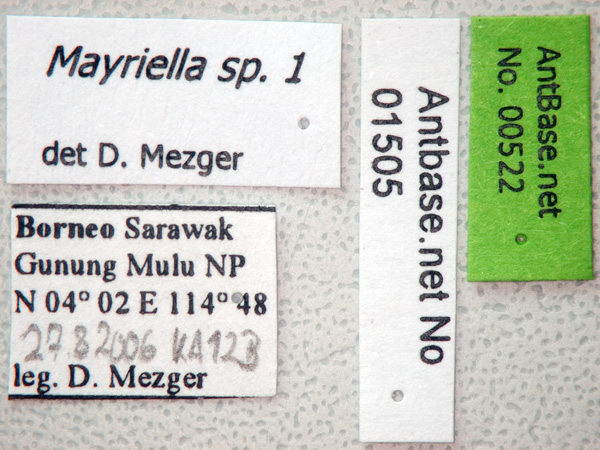 Mayriella sp. 1
det D. Mezger
Borneo Sarawak
Gunung Mulu NP
N 04° 02 E 114° 48
27 8 2006 KA12B
leg. D. Mezger
Antbase.net No
01505
AntBase.net
No. 00522